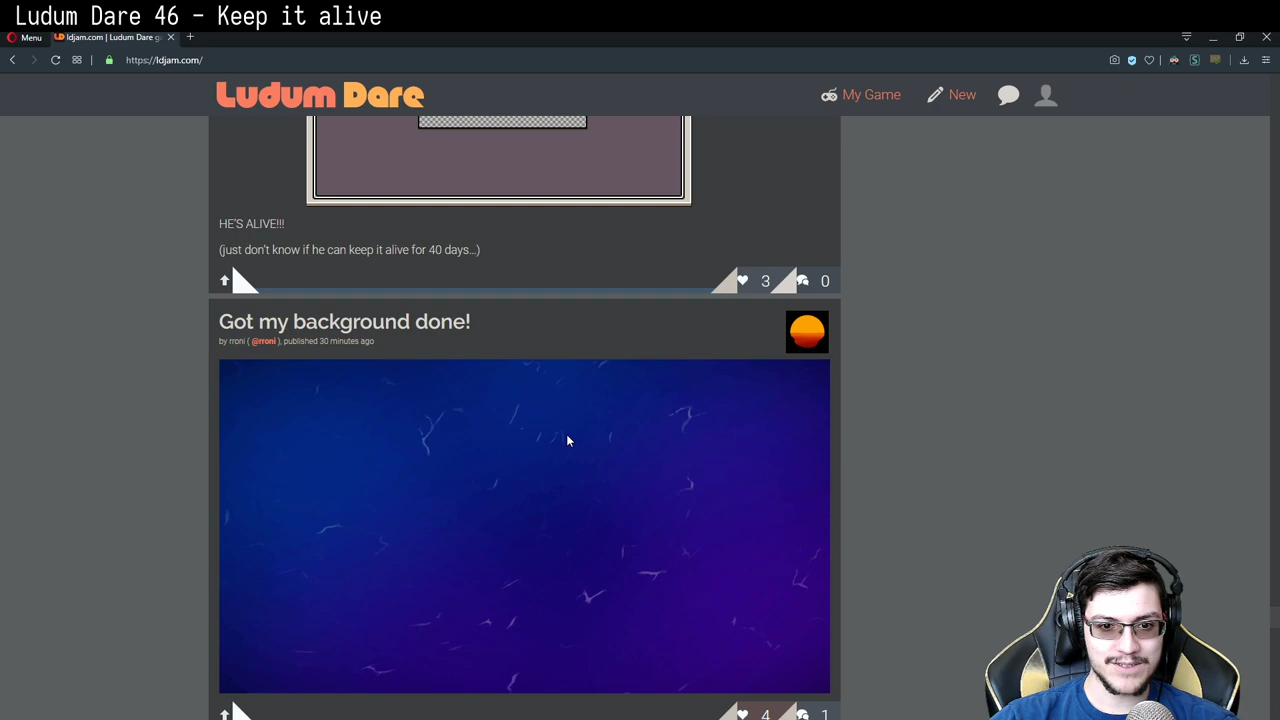 Ludum Dare 46 - Keep it alive
Menu
ldjam.com | Ludum Dare g
https://ldjam.com/
Ludum Dare
My Game
New
HE'S ALIVE!!!
(just don't know if he can keep it alive for 40 days...)
3
0
Got my background done!
by rroni ( @rroni ), published 30 minutes ago
4
1